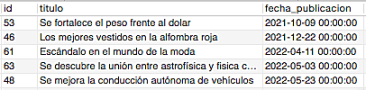 id titulo fecha_publicacion
53 Se fortalece el peso frente al dolar 2021-10-09 00:00:00
46 Los mejores vestidos en la alfombra roja 2021-12-22 00:00:00
61 Escándalo en el mundo de la moda 2022-04-11 00:00:00
63 Se descubre la unión entre astrofísica y fisica c... 2022-05-03 00:00:00
48 Se mejora la conducción autónoma de vehículos 2022-05-23 00:00:00